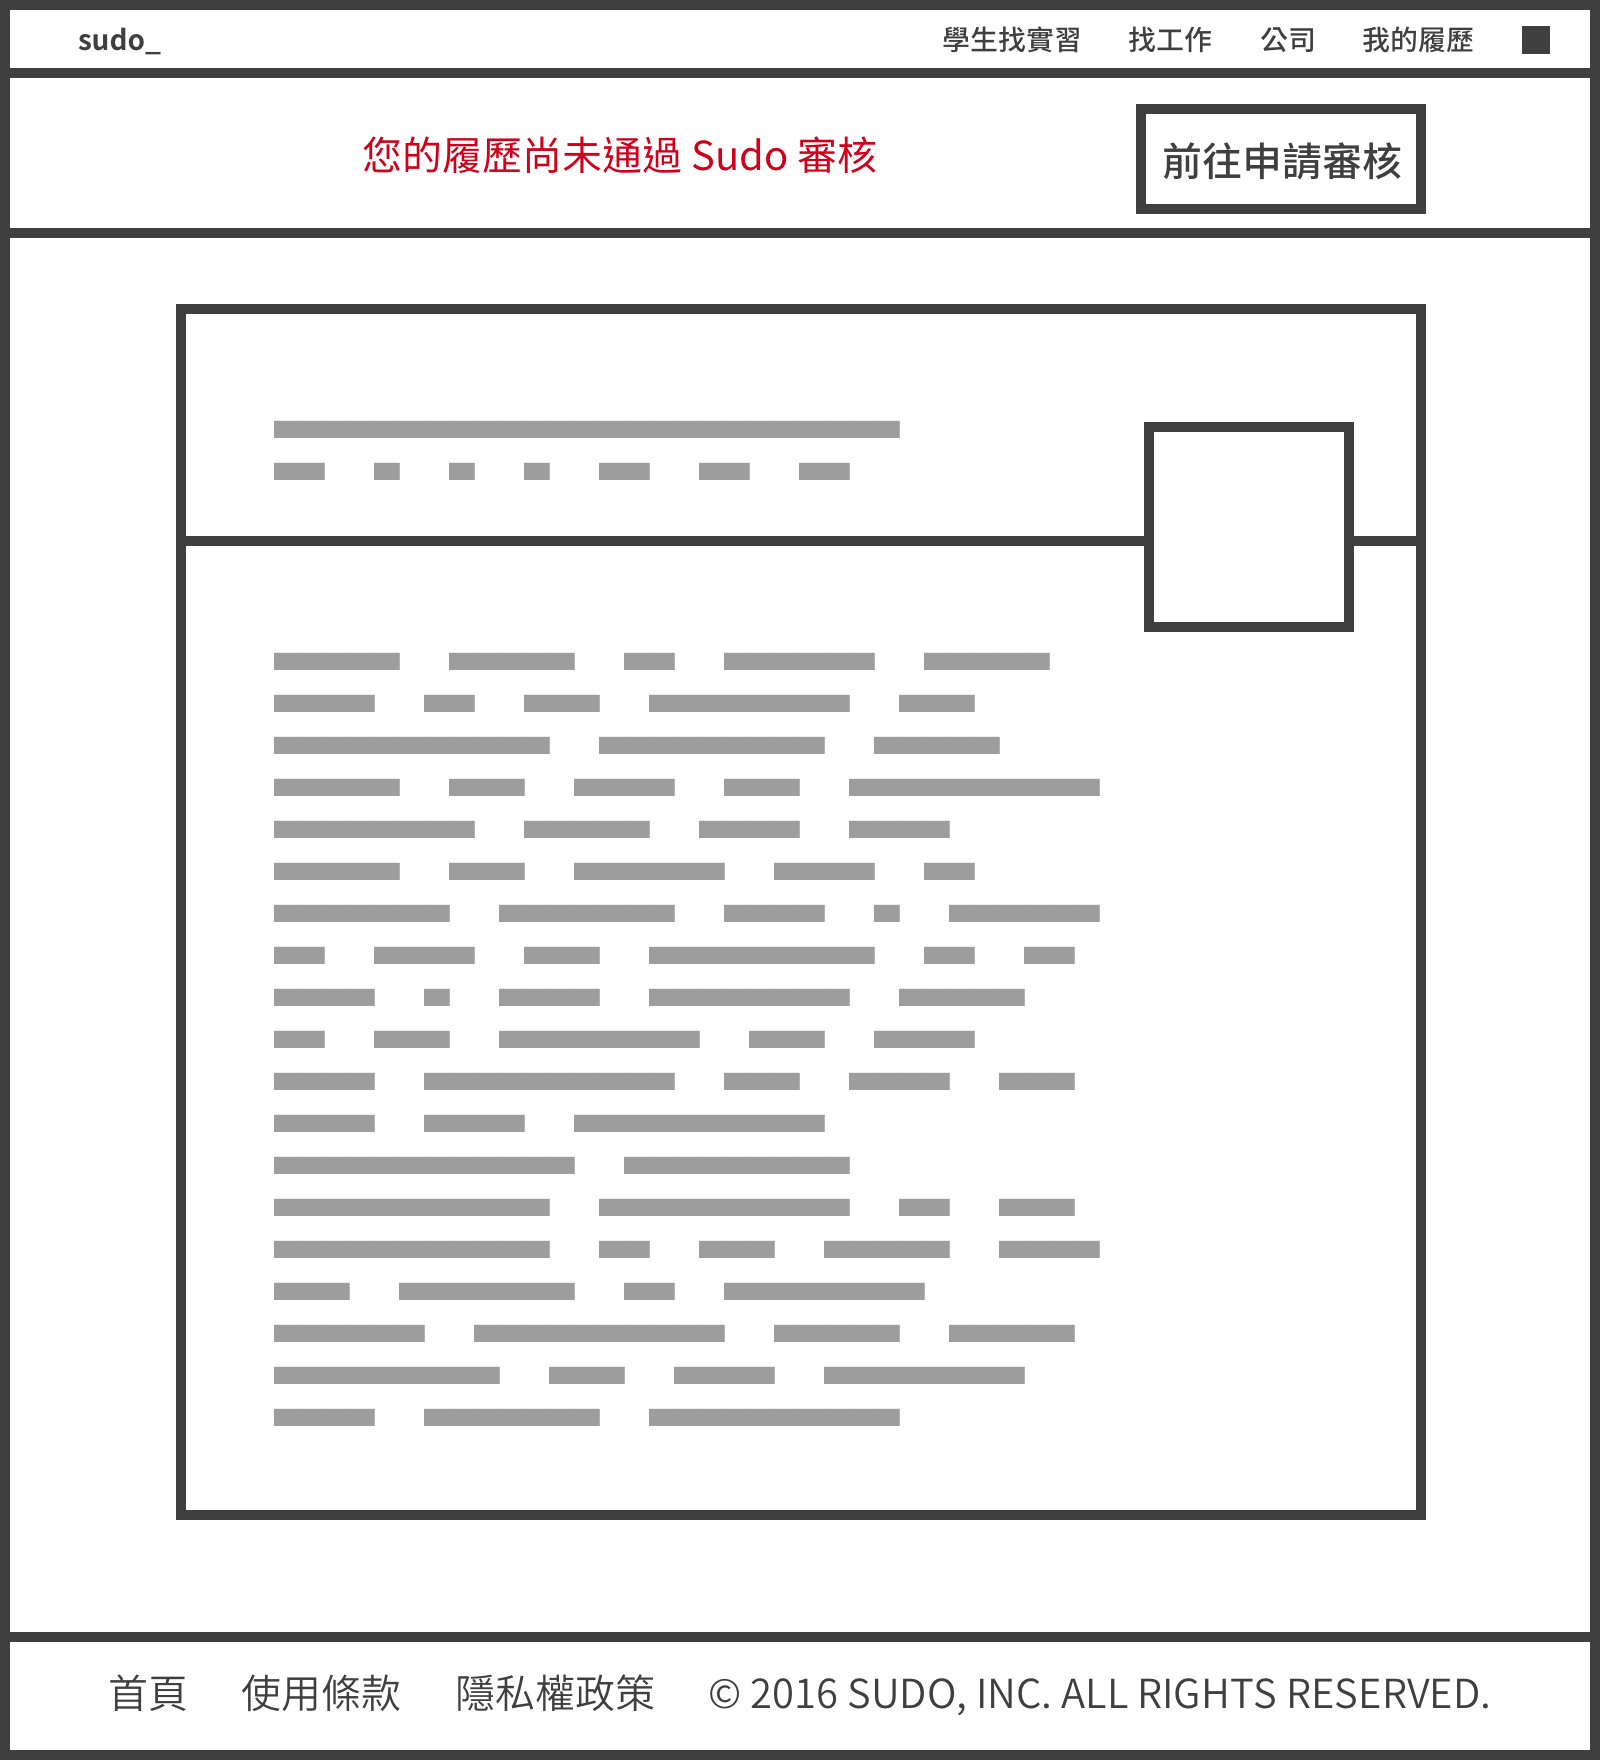 sudo_ 學生找實習 找工作 公司 我的履歷
您的履歷尚未通過 Sudo 審核 前往申請審核
首頁 使用條款 隱私權政策 © 2016 SUDO, INC. ALL RIGHTS RESERVED.